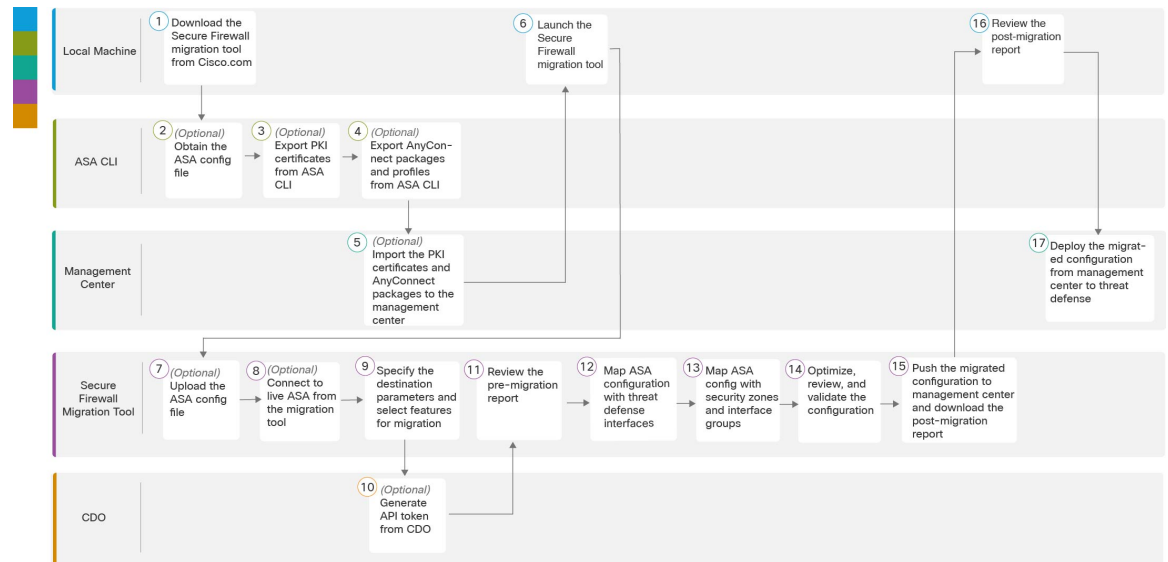 Local Machine
1
Download the
Secure Firewall
migration tool
from Cisco.com
6
Launch the
Secure
Firewall
migration tool
16
Review the
post-migration
report
ASA CLI
2
(Optional)
Obtain the
ASA config
file
3
(Optional)
Export PKI
certificates
from ASA
CLI
4
(Optional)
Export AnyCon-
nect packages
and profiles
from ASA CLI
Management
Center
5
(Optional)
Import the PKI
certificates and
AnyConnect
packages to the
management
center
17
Deploy the migrat-
ed configuration
from management
center to threat
defense
Secure
Firewall
Migration Tool
7
(Optional)
Upload the
ASA config
file
8
(Optional)
Connect to
live ASA from
the migration
tool
9
Specify the
destination
parameters and
select features
for migration
11
Review the
pre-migration
report
12
Map ASA
configuration
with threat
defense
interfaces
13
Map ASA
config with
security zones
and interface
groups
14
Optimize,
review, and
validate the
configuration
15
Push the migrated
configuration to
management center
and download the
post-migration
report
CDO
10
(Optional)
Generate
API token
from CDO